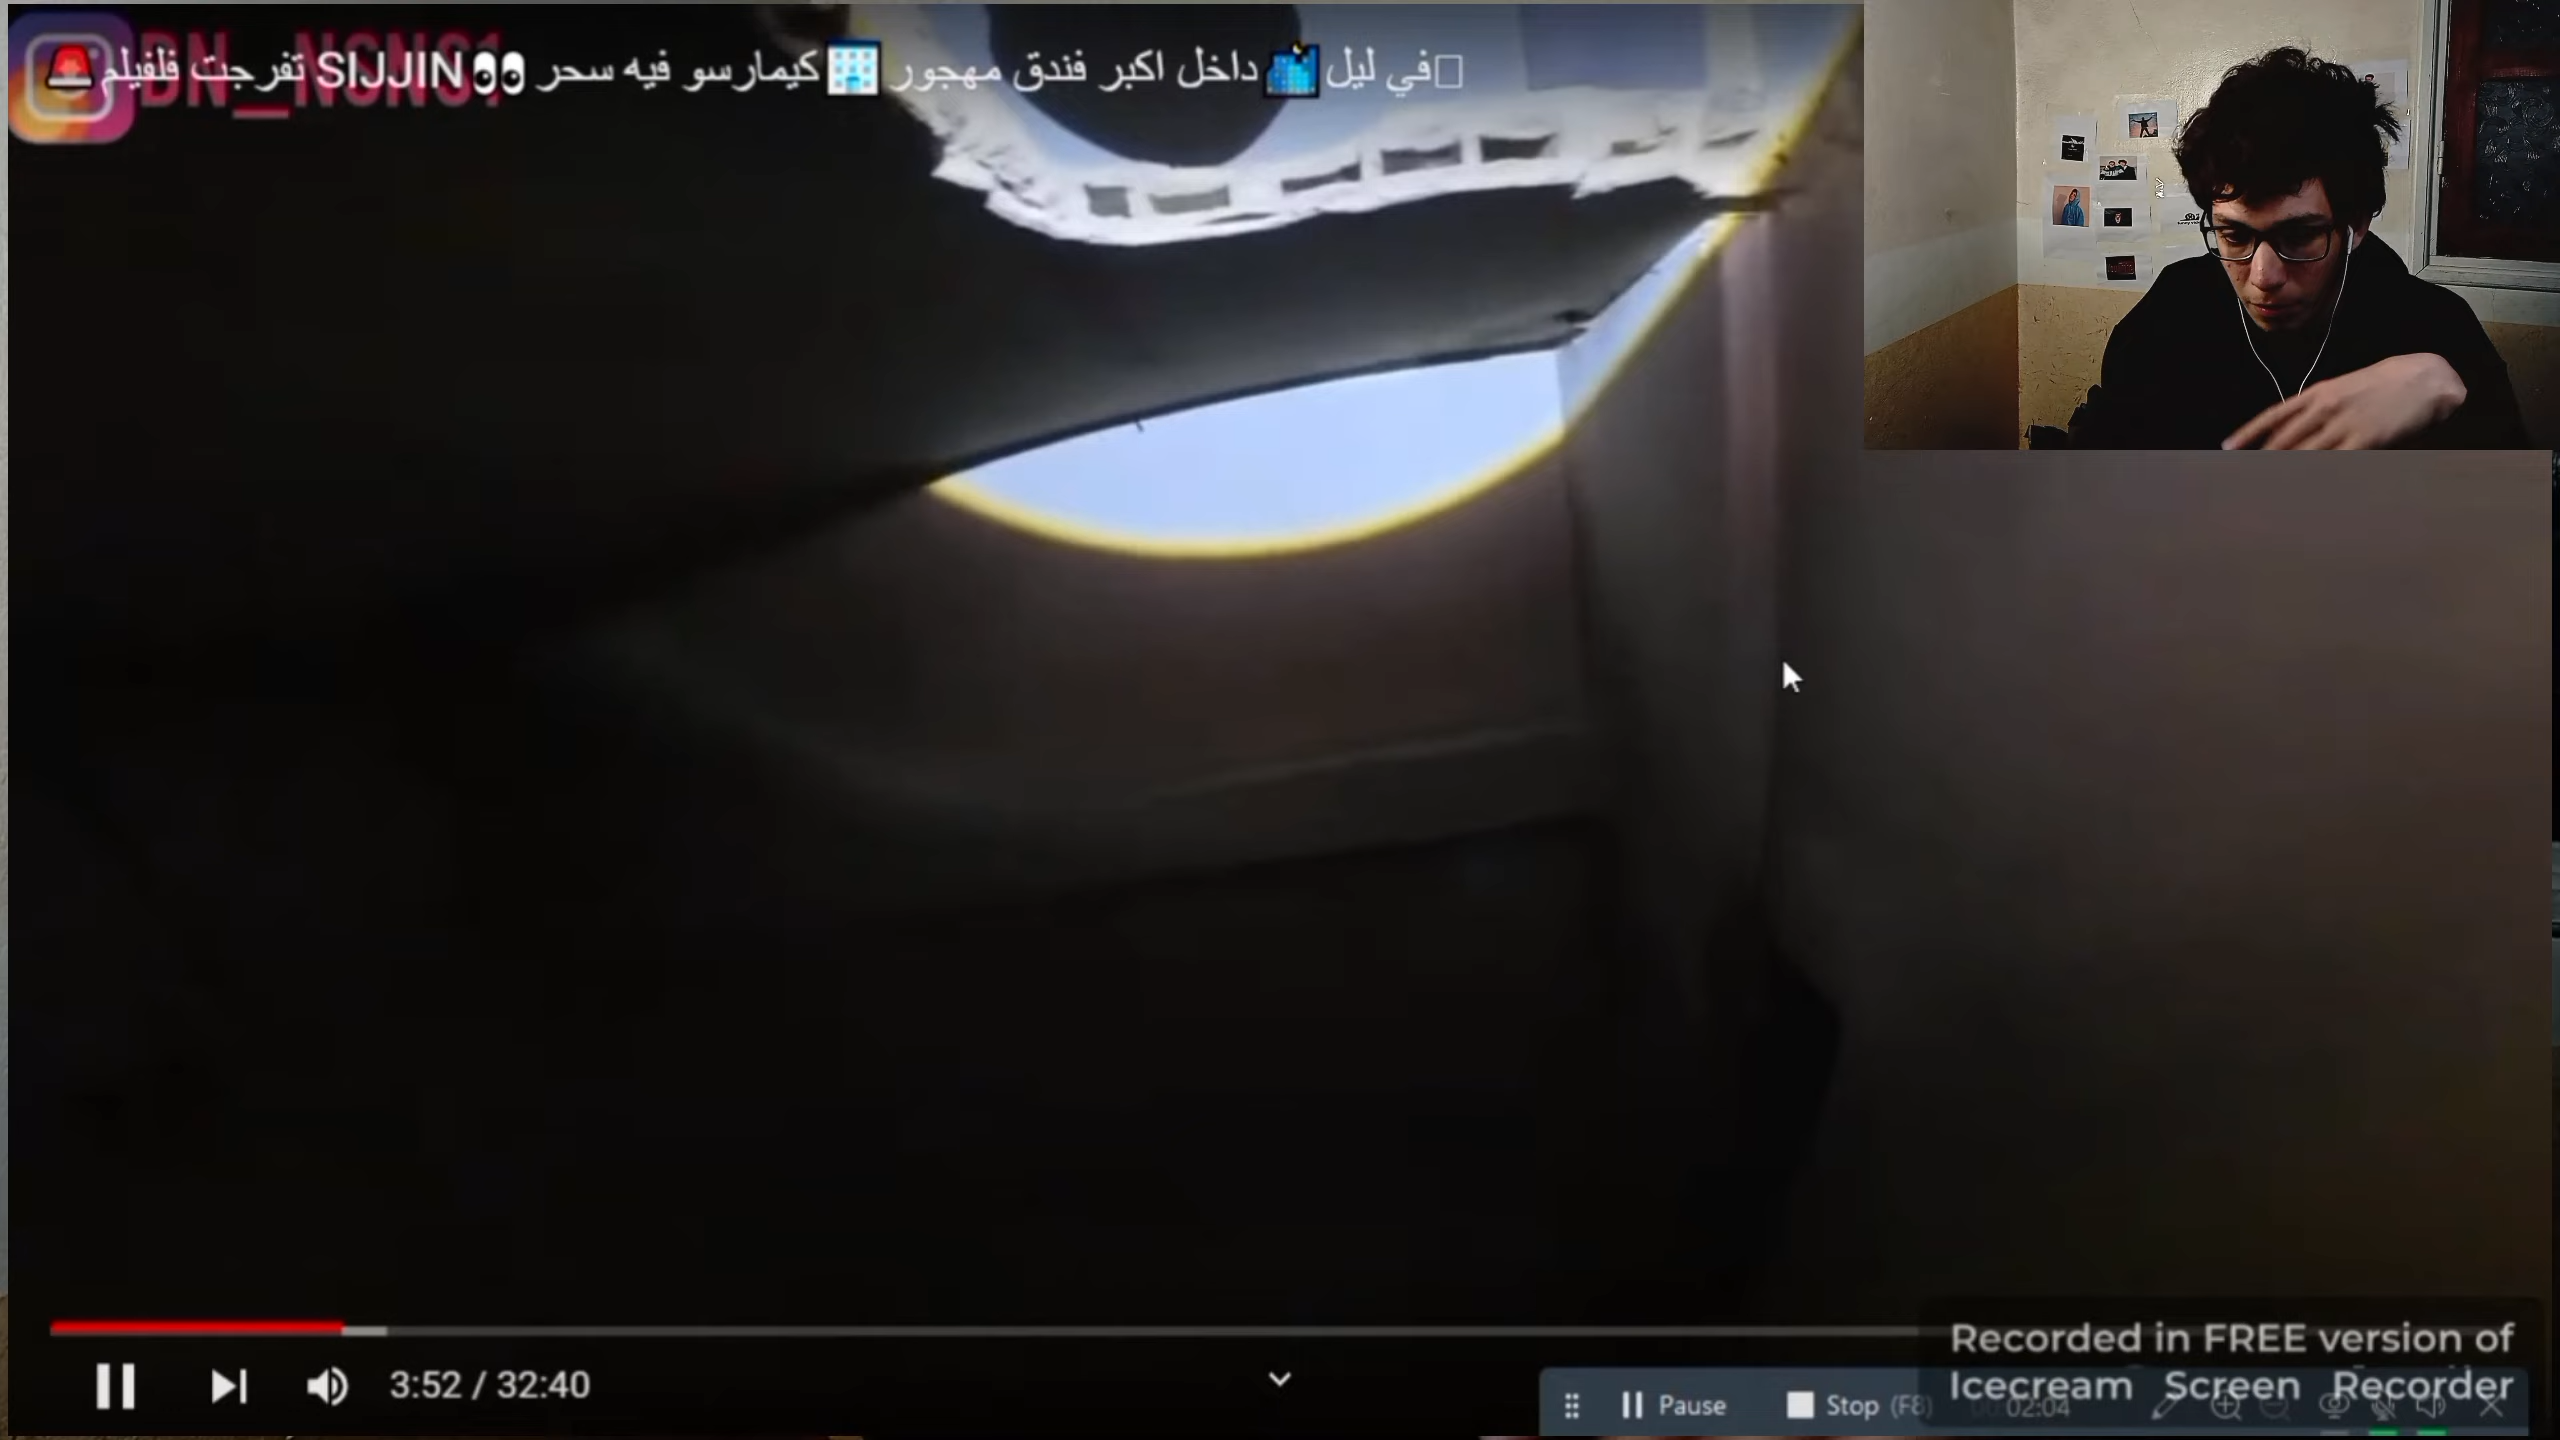 🚨تفرجت فلفيلم SIJJIN👀 كيمارسو فيه سحر🏢 داخل اكبر فندق مهجور🌃 في ليل
BN_NSNS1
3:52 / 32:40
Recorded in FREE version of
Icecream Screen Recorder
Pause
Stop (F8)
02:04